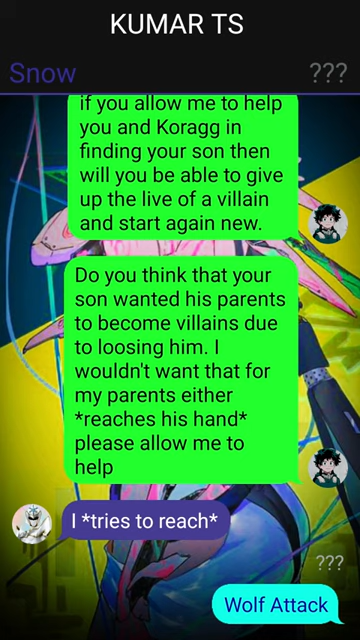 KUMAR TS
Snow
???
if you allow me to help
you and Koragg in
finding your son then
will you be able to give
up the live of a villain
and start again new.
Do you think that your
son wanted his parents
to become villains due
to loosing him. I
wouldn't want that for
my parents either
*reaches his hand*
please allow me to
help
I *tries to reach*
???
Wolf Attack